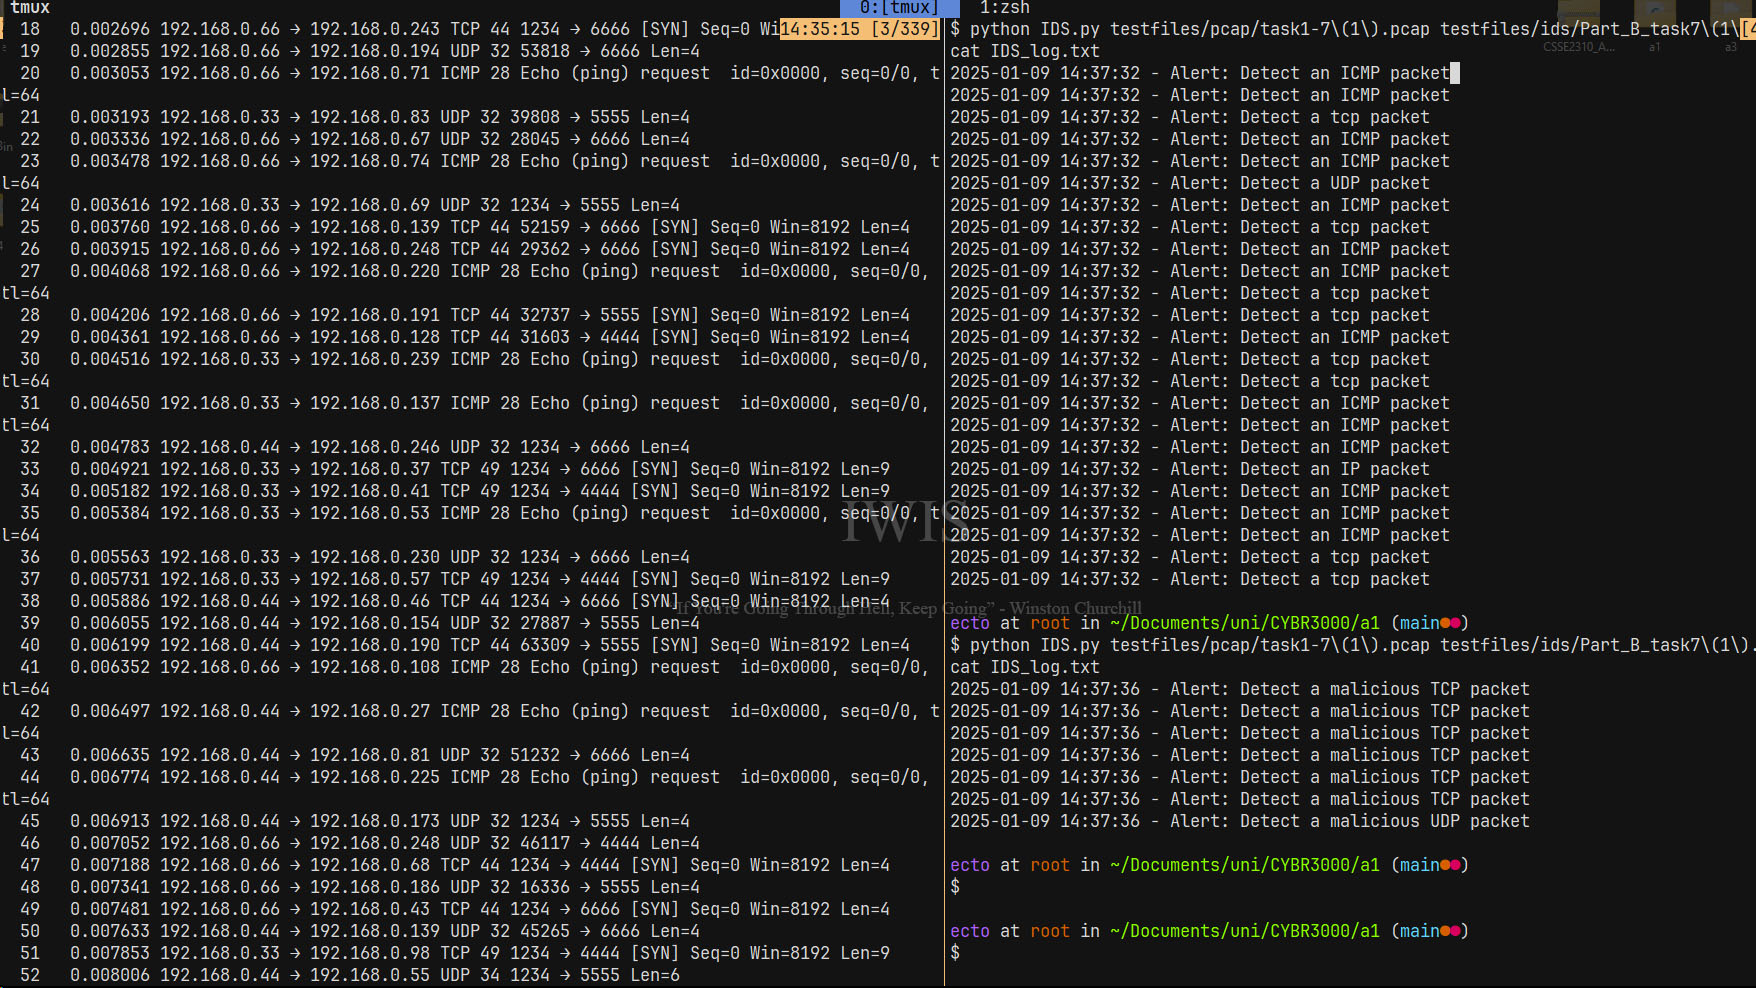 tmux 0:[tmux] 1:zsh
18 0.002696 192.168.0.66 → 192.168.0.243 TCP 44 1234 → 6666 [SYN] Seq=0 Wi14:35:15 [3/339]
19 0.002855 192.168.0.66 → 192.168.0.194 UDP 32 53818 → 6666 Len=4
20 0.003053 192.168.0.66 → 192.168.0.71 ICMP 28 Echo (ping) request id=0x0000, seq=0/0, t
l=64
21 0.003193 192.168.0.33 → 192.168.0.83 UDP 32 39808 → 5555 Len=4
22 0.003336 192.168.0.66 → 192.168.0.67 UDP 32 28045 → 6666 Len=4
23 0.003478 192.168.0.66 → 192.168.0.74 ICMP 28 Echo (ping) request id=0x0000, seq=0/0, t
l=64
24 0.003616 192.168.0.33 → 192.168.0.69 UDP 32 1234 → 5555 Len=4
25 0.003760 192.168.0.66 → 192.168.0.139 TCP 44 52159 → 6666 [SYN] Seq=0 Win=8192 Len=4
26 0.003915 192.168.0.66 → 192.168.0.248 TCP 44 29362 → 6666 [SYN] Seq=0 Win=8192 Len=4
27 0.004068 192.168.0.66 → 192.168.0.220 ICMP 28 Echo (ping) request id=0x0000, seq=0/0,
tl=64
28 0.004206 192.168.0.66 → 192.168.0.191 TCP 44 32737 → 5555 [SYN] Seq=0 Win=8192 Len=4
29 0.004361 192.168.0.66 → 192.168.0.128 TCP 44 31603 → 4444 [SYN] Seq=0 Win=8192 Len=4
30 0.004516 192.168.0.33 → 192.168.0.239 ICMP 28 Echo (ping) request id=0x0000, seq=0/0,
tl=64
31 0.004650 192.168.0.33 → 192.168.0.137 ICMP 28 Echo (ping) request id=0x0000, seq=0/0,
tl=64
32 0.004783 192.168.0.44 → 192.168.0.246 UDP 32 1234 → 6666 Len=4
33 0.004921 192.168.0.33 → 192.168.0.37 TCP 49 1234 → 6666 [SYN] Seq=0 Win=8192 Len=9
34 0.005182 192.168.0.33 → 192.168.0.41 TCP 49 1234 → 4444 [SYN] Seq=0 Win=8192 Len=9
35 0.005384 192.168.0.33 → 192.168.0.53 ICMP 28 Echo (ping) request id=0x0000, seq=0/0, t
l=64
36 0.005563 192.168.0.33 → 192.168.0.230 UDP 32 1234 → 6666 Len=4
37 0.005731 192.168.0.33 → 192.168.0.57 TCP 49 1234 → 4444 [SYN] Seq=0 Win=8192 Len=9
38 0.005886 192.168.0.44 → 192.168.0.46 TCP 44 1234 → 6666 [SYN] Seq=0 Win=8192 Len=4
39 0.006055 192.168.0.44 → 192.168.0.154 UDP 32 27887 → 5555 Len=4
40 0.006199 192.168.0.44 → 192.168.0.190 TCP 44 63309 → 5555 [SYN] Seq=0 Win=8192 Len=4
41 0.006352 192.168.0.66 → 192.168.0.108 ICMP 28 Echo (ping) request id=0x0000, seq=0/0,
tl=64
42 0.006497 192.168.0.44 → 192.168.0.27 ICMP 28 Echo (ping) request id=0x0000, seq=0/0, t
l=64
43 0.006635 192.168.0.44 → 192.168.0.81 UDP 32 51232 → 6666 Len=4
44 0.006774 192.168.0.44 → 192.168.0.225 ICMP 28 Echo (ping) request id=0x0000, seq=0/0,
tl=64
45 0.006913 192.168.0.44 → 192.168.0.173 UDP 32 1234 → 5555 Len=4
46 0.007052 192.168.0.66 → 192.168.0.248 UDP 32 46117 → 4444 Len=4
47 0.007188 192.168.0.66 → 192.168.0.68 TCP 44 1234 → 4444 [SYN] Seq=0 Win=8192 Len=4
48 0.007341 192.168.0.66 → 192.168.0.186 UDP 32 16336 → 5555 Len=4
49 0.007481 192.168.0.66 → 192.168.0.43 TCP 44 1234 → 6666 [SYN] Seq=0 Win=8192 Len=4
50 0.007633 192.168.0.44 → 192.168.0.139 UDP 32 45265 → 6666 Len=4
51 0.007853 192.168.0.33 → 192.168.0.98 TCP 49 1234 → 4444 [SYN] Seq=0 Win=8192 Len=9
52 0.008006 192.168.0.44 → 192.168.0.55 UDP 34 1234 → 5555 Len=6
$ python IDS.py testfiles/pcap/task1-7\(1\).pcap testfiles/ids/Part_B_task7\(1\[4
cat IDS_log.txt
2025-01-09 14:37:32 - Alert: Detect an ICMP packet
2025-01-09 14:37:32 - Alert: Detect an ICMP packet
2025-01-09 14:37:32 - Alert: Detect a tcp packet
2025-01-09 14:37:32 - Alert: Detect an ICMP packet
2025-01-09 14:37:32 - Alert: Detect an ICMP packet
2025-01-09 14:37:32 - Alert: Detect a UDP packet
2025-01-09 14:37:32 - Alert: Detect an ICMP packet
2025-01-09 14:37:32 - Alert: Detect a tcp packet
2025-01-09 14:37:32 - Alert: Detect an ICMP packet
2025-01-09 14:37:32 - Alert: Detect an ICMP packet
2025-01-09 14:37:32 - Alert: Detect a tcp packet
2025-01-09 14:37:32 - Alert: Detect a tcp packet
2025-01-09 14:37:32 - Alert: Detect an ICMP packet
2025-01-09 14:37:32 - Alert: Detect a tcp packet
2025-01-09 14:37:32 - Alert: Detect a tcp packet
2025-01-09 14:37:32 - Alert: Detect an ICMP packet
2025-01-09 14:37:32 - Alert: Detect an ICMP packet
2025-01-09 14:37:32 - Alert: Detect an ICMP packet
2025-01-09 14:37:32 - Alert: Detect an IP packet
2025-01-09 14:37:32 - Alert: Detect an ICMP packet
2025-01-09 14:37:32 - Alert: Detect an ICMP packet
2025-01-09 14:37:32 - Alert: Detect an ICMP packet
2025-01-09 14:37:32 - Alert: Detect a tcp packet
2025-01-09 14:37:32 - Alert: Detect a tcp packet
ecto at root in ~/Documents/uni/CYBR3000/a1 (main●●)
$ python IDS.py testfiles/pcap/task1-7\(1\).pcap testfiles/ids/Part_B_task7\(1\).
cat IDS_log.txt
2025-01-09 14:37:36 - Alert: Detect a malicious TCP packet
2025-01-09 14:37:36 - Alert: Detect a malicious TCP packet
2025-01-09 14:37:36 - Alert: Detect a malicious TCP packet
2025-01-09 14:37:36 - Alert: Detect a malicious TCP packet
2025-01-09 14:37:36 - Alert: Detect a malicious TCP packet
2025-01-09 14:37:36 - Alert: Detect a malicious TCP packet
2025-01-09 14:37:36 - Alert: Detect a malicious UDP packet
ecto at root in ~/Documents/uni/CYBR3000/a1 (main●●)
$
ecto at root in ~/Documents/uni/CYBR3000/a1 (main●●)
$
CSSE2310_A... a1 a3
IWIS
"If You're Going Through Hell, Keep Going" - Winston Churchill